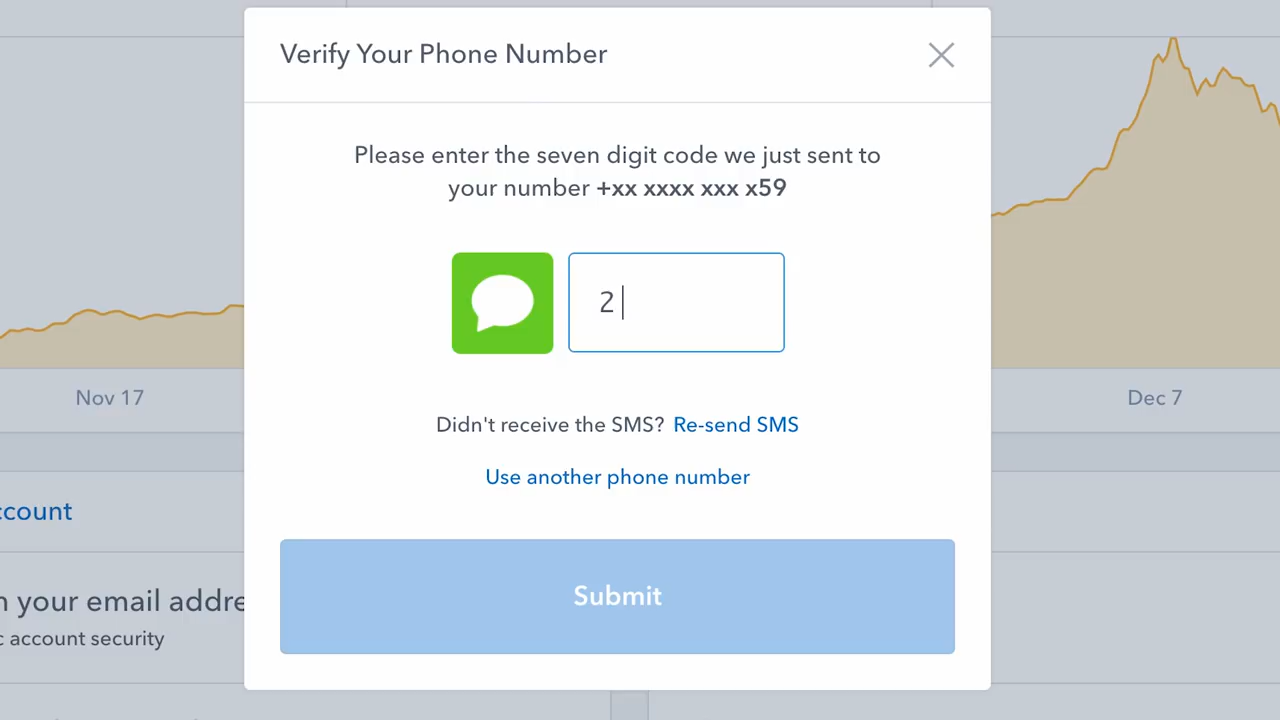 Verify Your Phone Number
Please enter the seven digit code we just sent to
your number +xx xxxx xxx x59
2
Didn't receive the SMS? Re-send SMS
Use another phone number
Submit
Nov 17
Dec 7
ccount
n your email addre
c account security